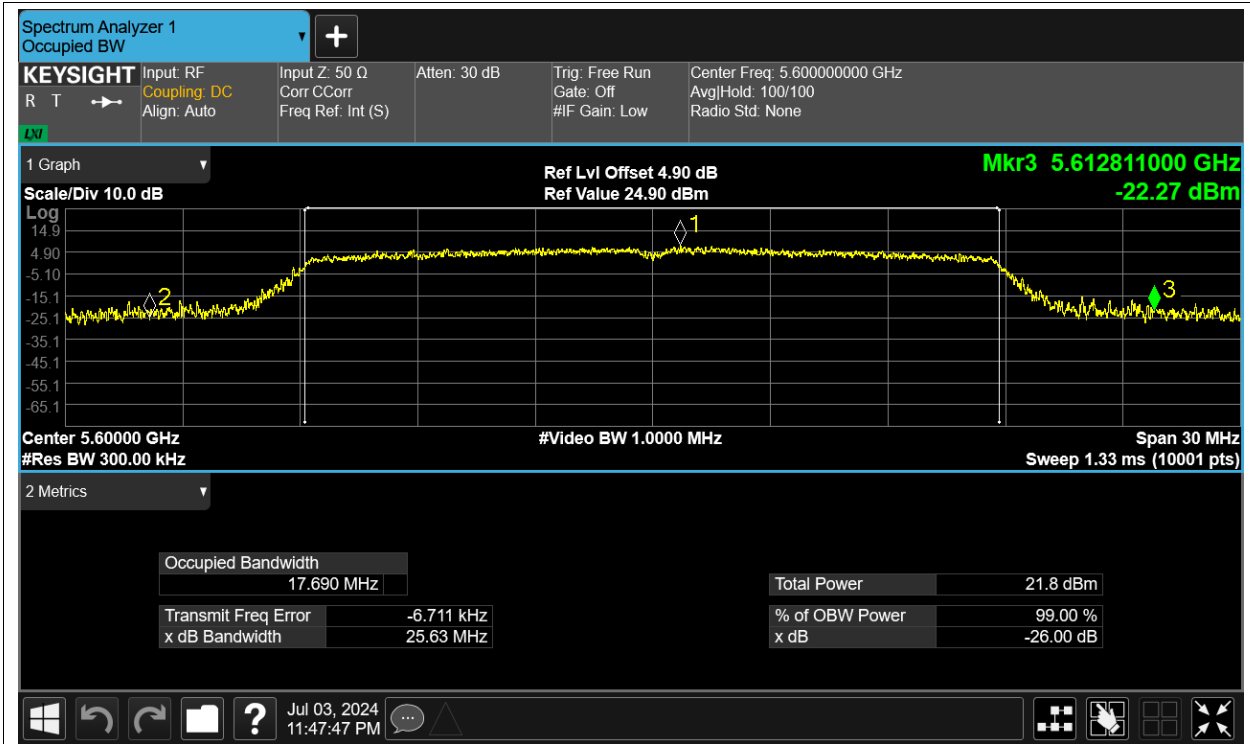 Spectrum Analyzer 1
Occupied BW
KEYSIGHT
R T
LXI
Input: RF
Coupling: DC
Align: Auto
Input Z: 50 Ω
Corr CCorr
Freq Ref: Int (S)
Atten: 30 dB
Trig: Free Run
Gate: Off
#IF Gain: Low
Center Freq: 5.600000000 GHz
Avg|Hold: 100/100
Radio Std: None
1 Graph
Scale/Div 10.0 dB
Ref Lvl Offset 4.90 dB
Ref Value 24.90 dBm
Mkr3 5.612811000 GHz
-22.27 dBm
Log
14.9
4.90
-5.10
-15.1
-25.1
-35.1
-45.1
-55.1
-65.1
1
2
3
Center 5.60000 GHz
#Res BW 300.00 kHz
#Video BW 1.0000 MHz
Span 30 MHz
Sweep 1.33 ms (10001 pts)
2 Metrics
Occupied Bandwidth
17.690 MHz
Transmit Freq Error -6.711 kHz
x dB Bandwidth 25.63 MHz
Total Power 21.8 dBm
% of OBW Power 99.00 %
x dB -26.00 dB
?
Jul 03, 2024
11:47:47 PM